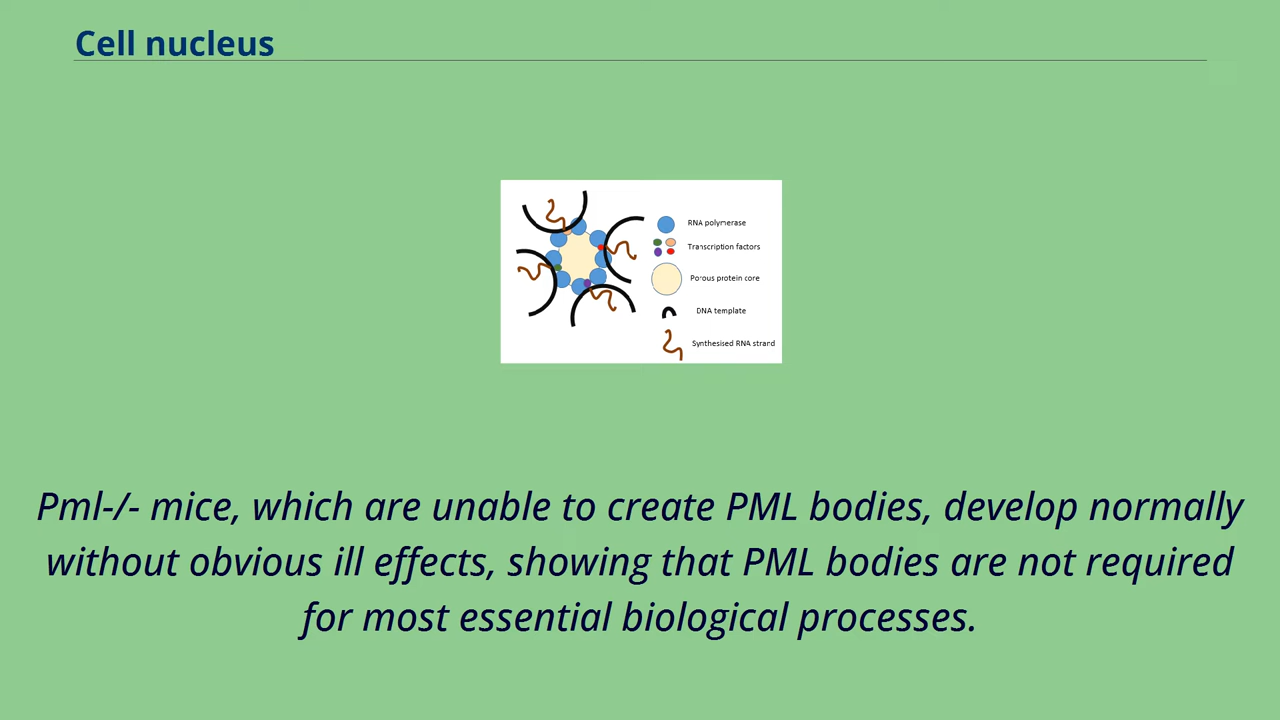 Cell nucleus
RNA polymerase
Transcription factors
Porous protein core
DNA template
Synthesised RNA strand
Pml-/- mice, which are unable to create PML bodies, develop normally
without obvious ill effects, showing that PML bodies are not required
for most essential biological processes.